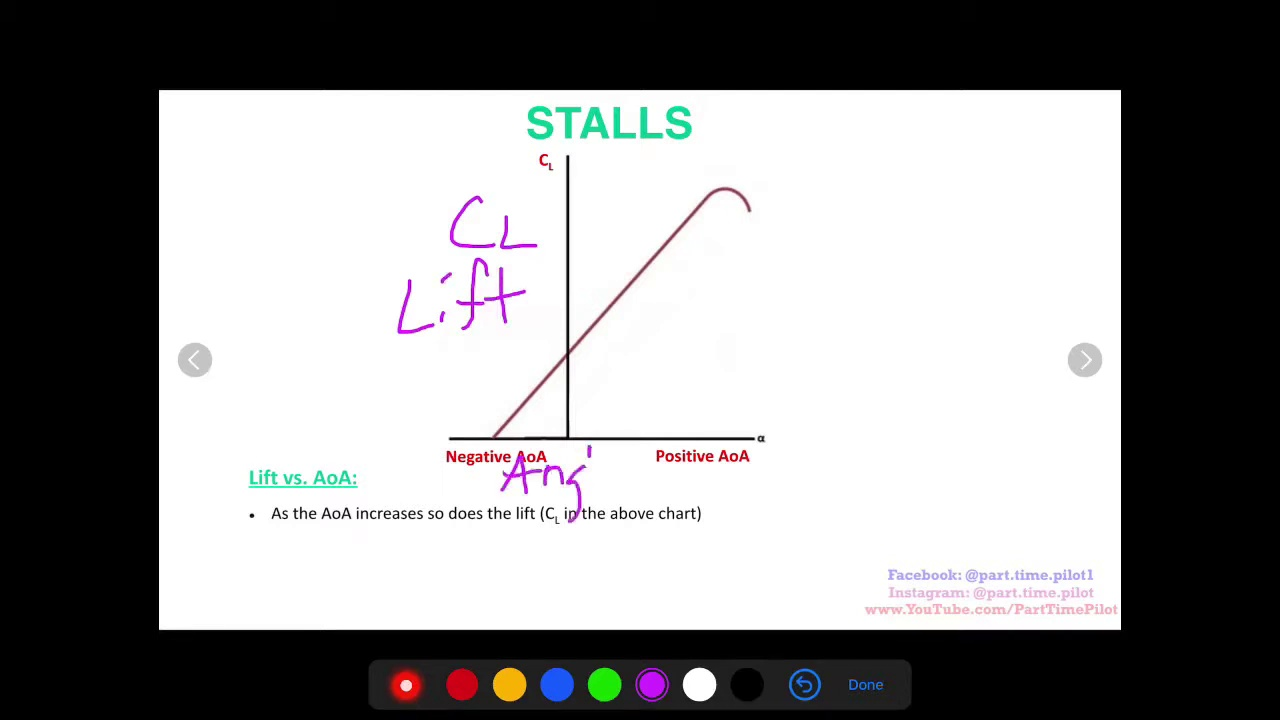 STALLS
CL
CL
Lift
α
Negative AoA
Positive AoA
Ang
Lift vs. AoA:
• As the AoA increases so does the lift (CL in the above chart)
Facebook: @part.time.pilot1
Instagram: @part.time.pilot
www.YouTube.com/PartTimePilot
Done